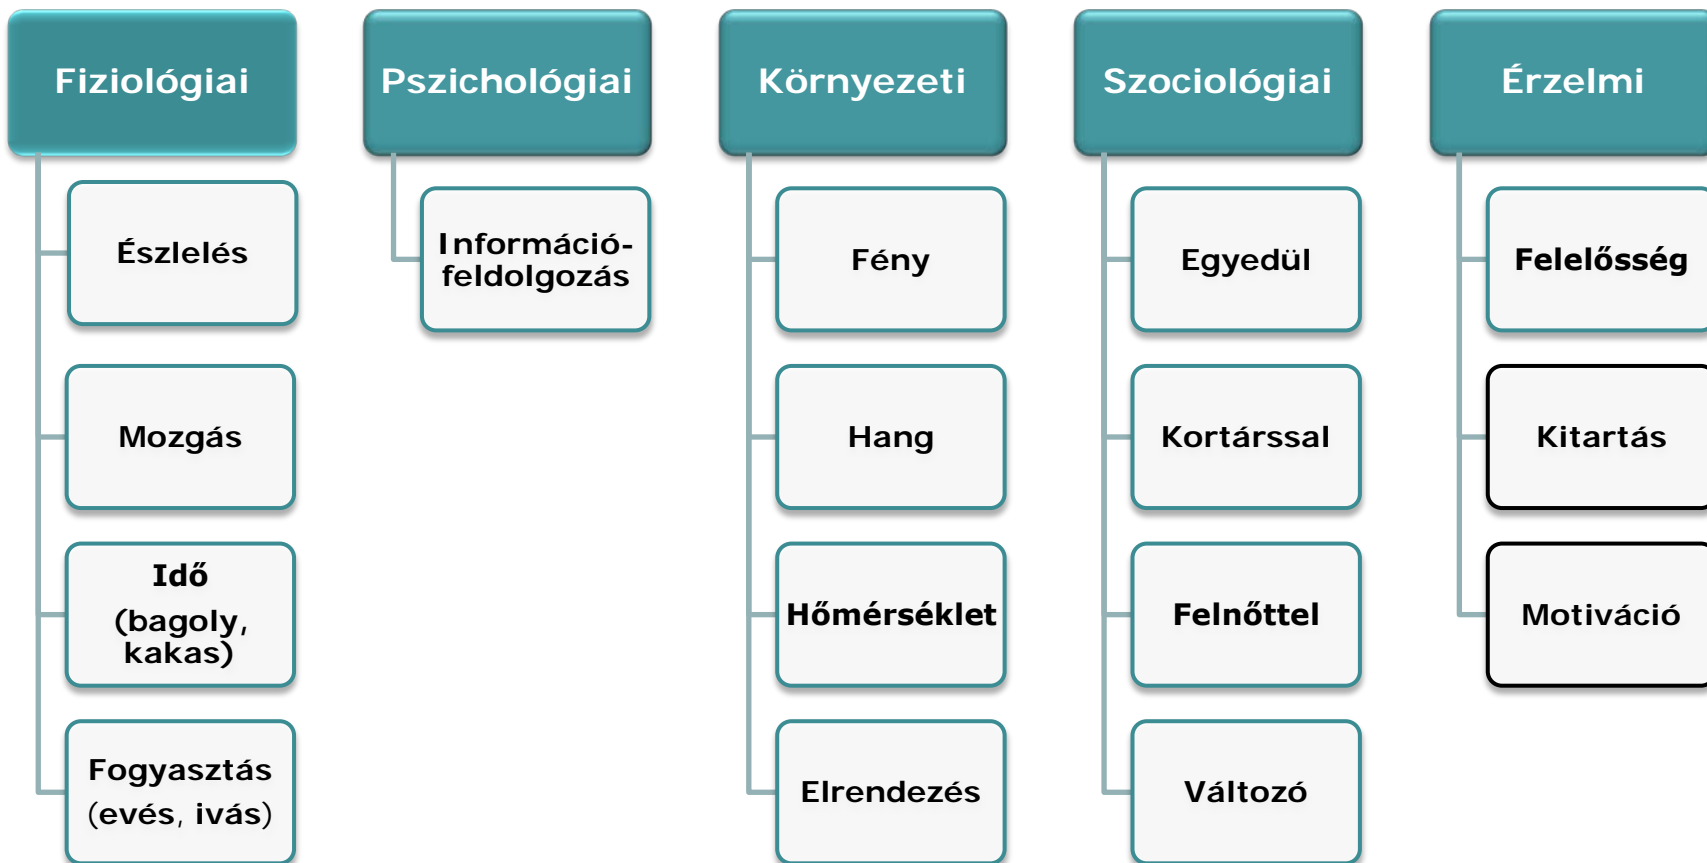 Fiziológiai
Észlelés
Mozgás
Idő
(bagoly,
kakas)
Fogyasztás
(evés, ivás)
Pszichológiai
Információ-
feldolgozás
Környezeti
Fény
Hang
Hőmérséklet
Elrendezés
Szociológiai
Egyedül
Kortárssal
Felnőttel
Változó
Érzelmi
Felelősség
Kitartás
Motiváció